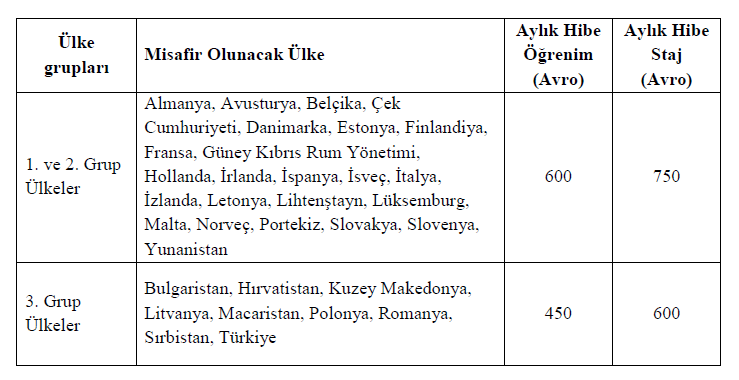 Ülke
grupları
Misafir Olunacak Ülke
Aylık Hibe
Öğrenim
(Avro)
Aylık Hibe
Staj
(Avro)
1. ve 2. Grup
Ülkeler
Almanya, Avusturya, Belçika, Çek
Cumhuriyeti, Danimarka, Estonya, Finlandiya,
Fransa, Güney Kıbrıs Rum Yönetimi,
Hollanda, İrlanda, İspanya, İsveç, İtalya,
İzlanda, Letonya, Lihtenştayn, Lüksemburg,
Malta, Norveç, Portekiz, Slovakya, Slovenya,
Yunanistan
600
750
3. Grup
Ülkeler
Bulgaristan, Hırvatistan, Kuzey Makedonya,
Litvanya, Macaristan, Polonya, Romanya,
Sırbistan, Türkiye
450
600